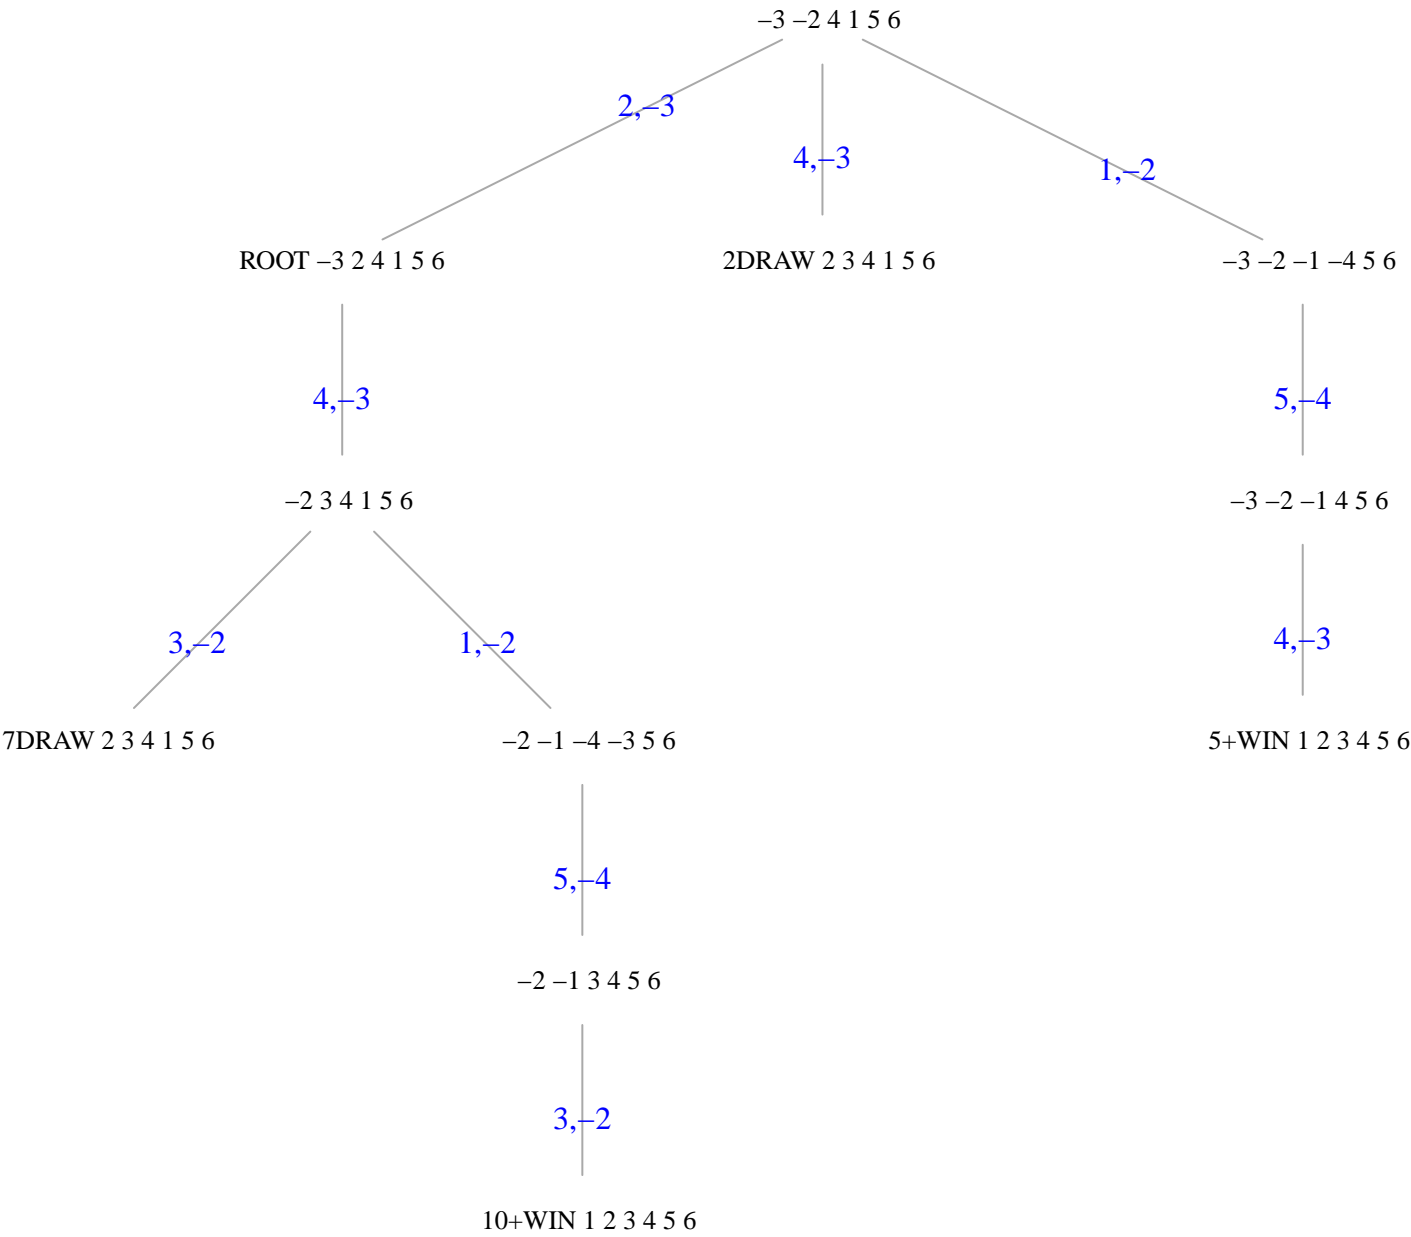 –3 –2 4 1 5 6
2,–3
4,–3
1,–2
ROOT –3 2 4 1 5 6
2DRAW 2 3 4 1 5 6
–3 –2 –1 –4 5 6
4,–3
5,–4
–2 3 4 1 5 6
–3 –2 –1 4 5 6
3,–2
1,–2
4,–3
7DRAW 2 3 4 1 5 6
–2 –1 –4 –3 5 6
5+WIN 1 2 3 4 5 6
5,–4
–2 –1 3 4 5 6
3,–2
10+WIN 1 2 3 4 5 6